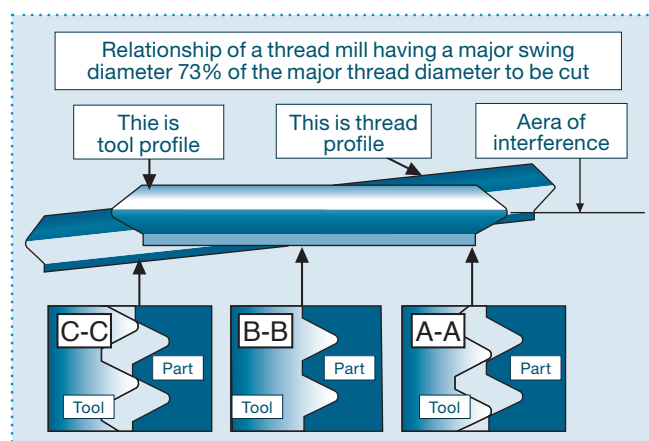 Relationship of a thread mill having a major swing
diameter 73% of the major thread diameter to be cut
Thie is
tool profile
This is thread
profile
Aera of
interference
C-C
Part
Tool
B-B
Part
Tool
A-A
Part
Tool